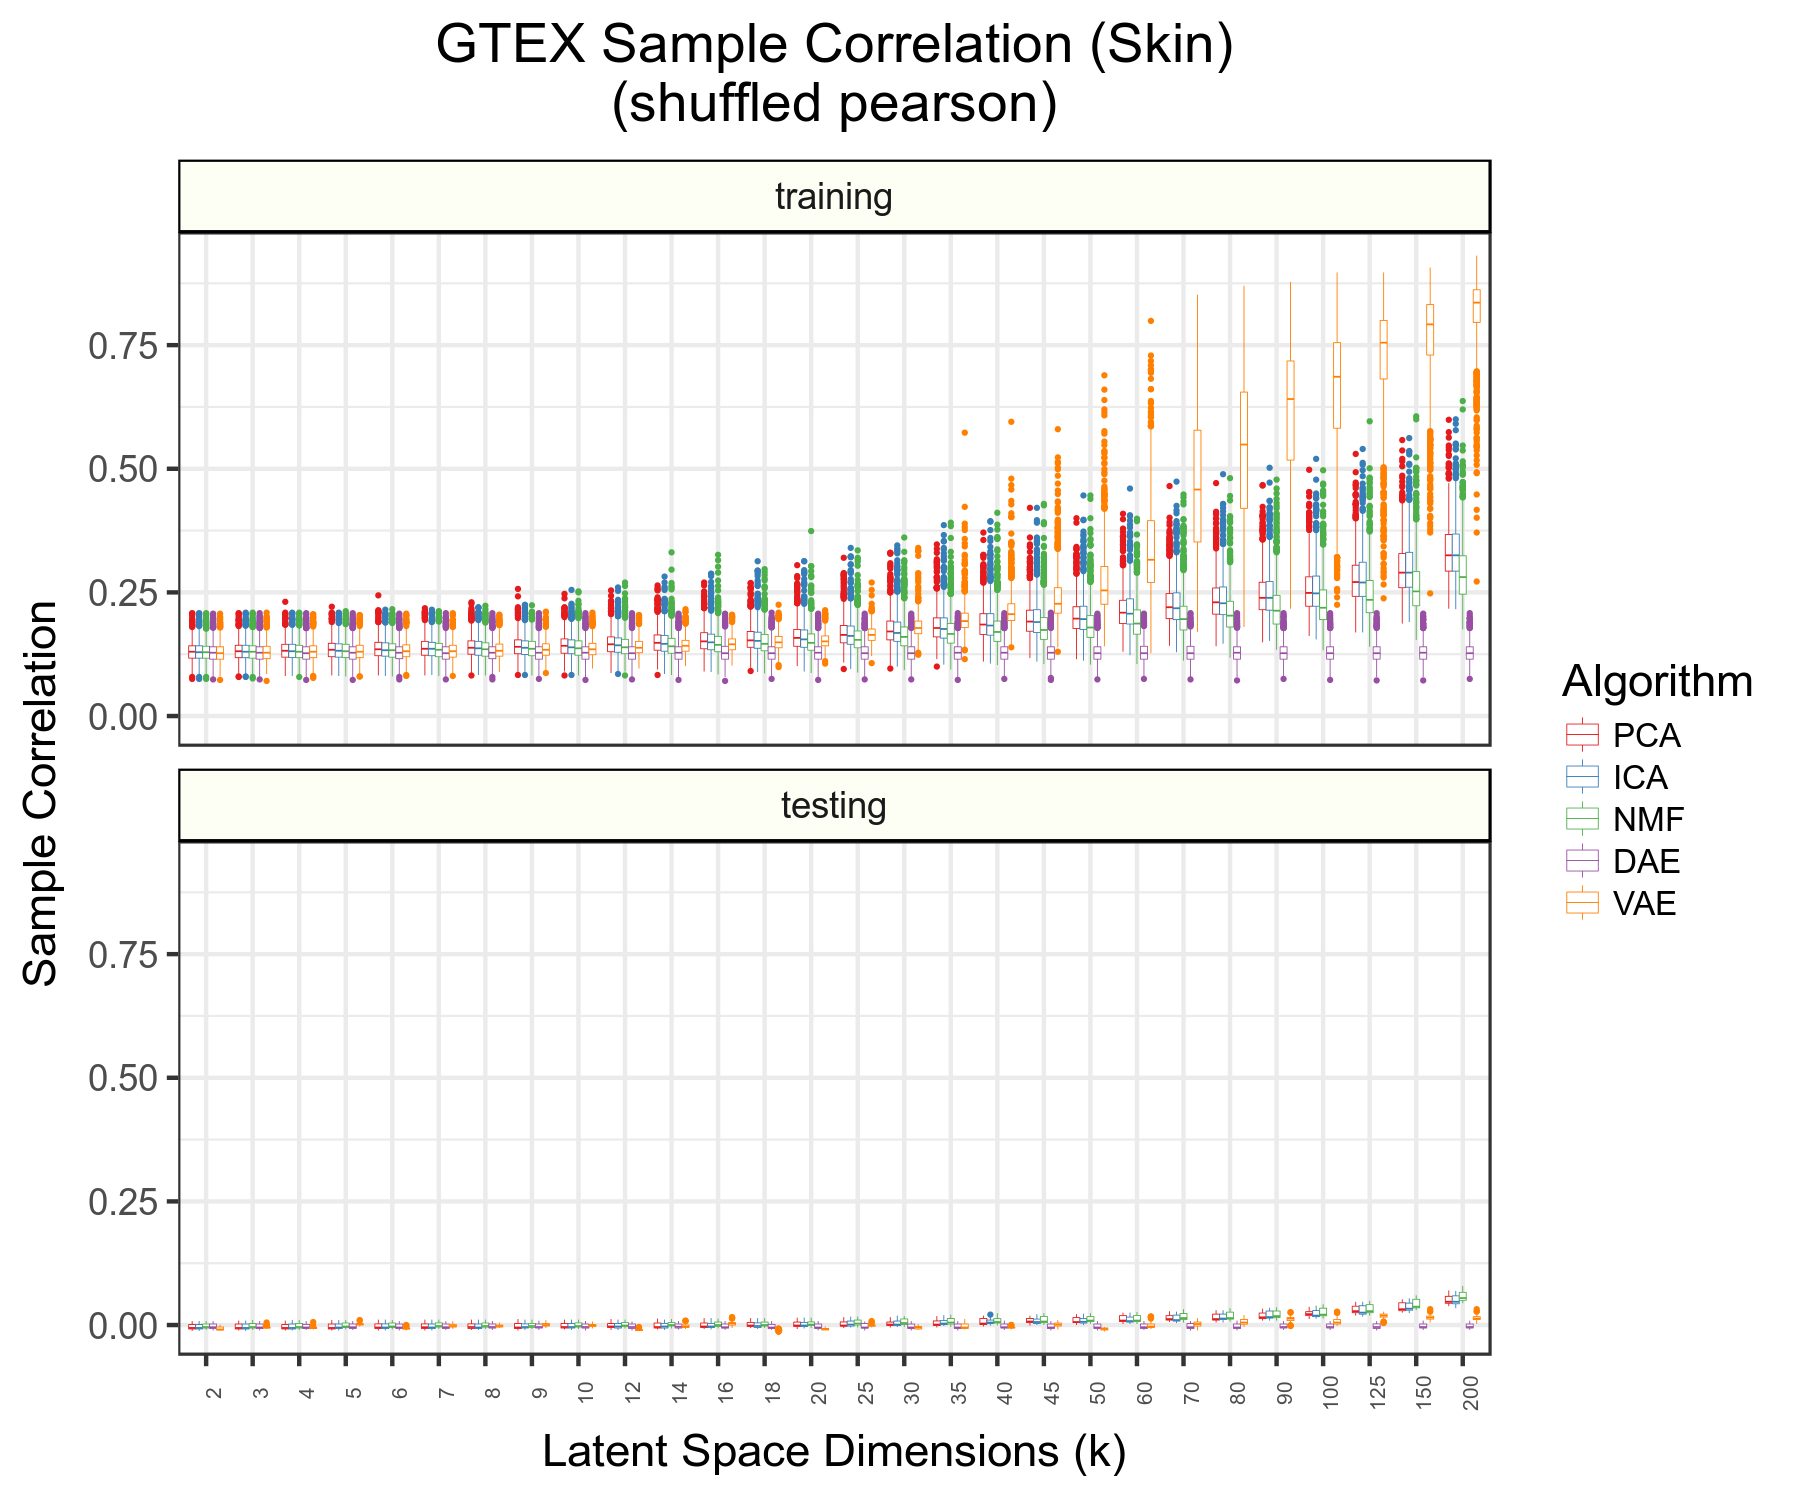 GTEX Sample Correlation (Skin)
(shuffled pearson)
training
0.75
0.50
0.25
0.00
testing
0.75
0.50
0.25
0.00
Sample Correlation
2 3 4 5 6 7 8 9 10 12 14 16 18 20 25 30 35 40 45 50 60 70 80 90 100 125 150 200
Latent Space Dimensions (k)
Algorithm
PCA
ICA
NMF
DAE
VAE